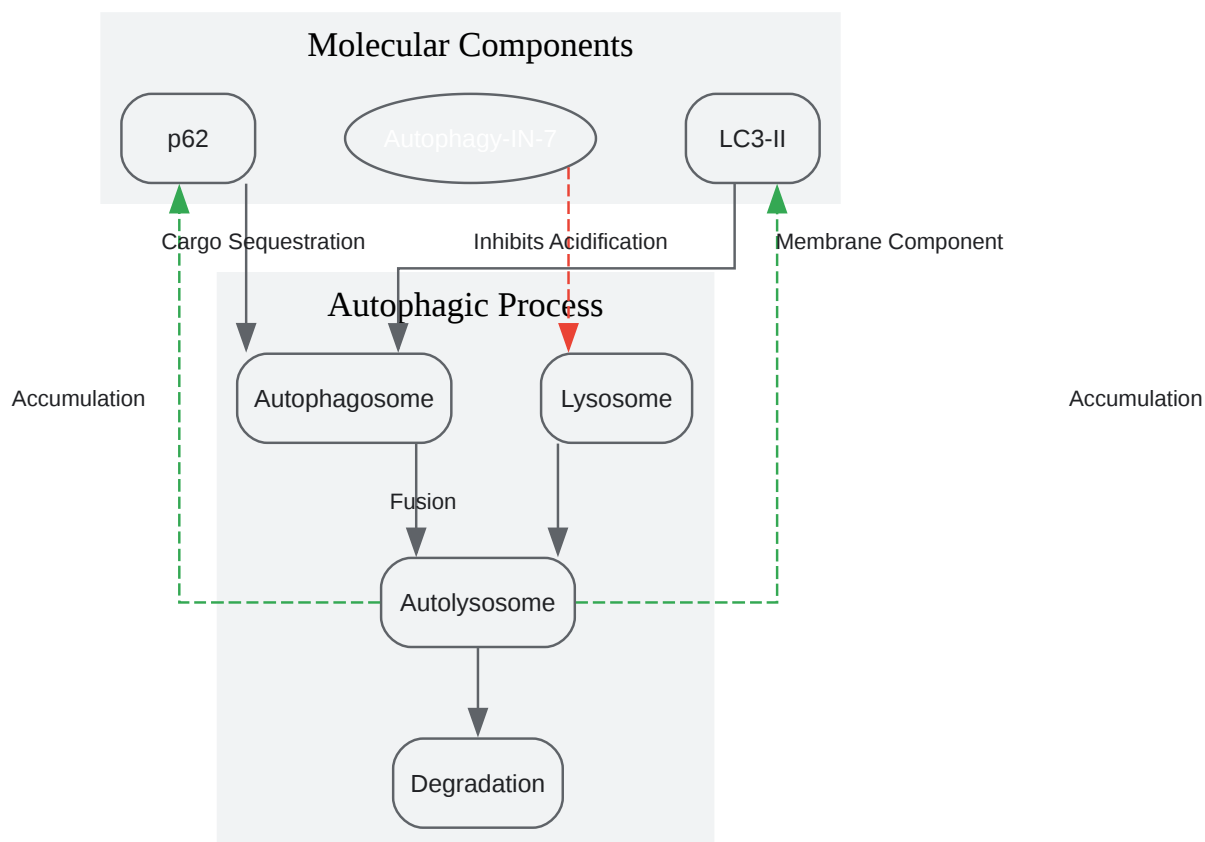 Molecular Components
p62
Autophagy-IN-7
LC3-II
Cargo Sequestration
Inhibits Acidification
Membrane Component
Autophagic Process
Accumulation
Autophagosome
Lysosome
Accumulation
Fusion
Autolysosome
Degradation